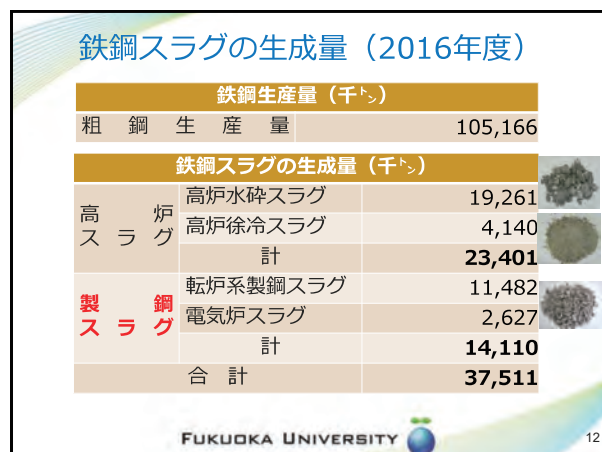 鉄鋼スラグの生成量（2016年度）
鉄鋼生産量（千㌧）
粗鋼生産量 105,166
鉄鋼スラグの生成量（千㌧）
高炉スラグ
高炉水砕スラグ 19,261
高炉徐冷スラグ 4,140
計 23,401
製鋼スラグ
転炉系製鋼スラグ 11,482
電気炉スラグ 2,627
計 14,110
合計 37,511
FUKUOKA UNIVERSITY
12